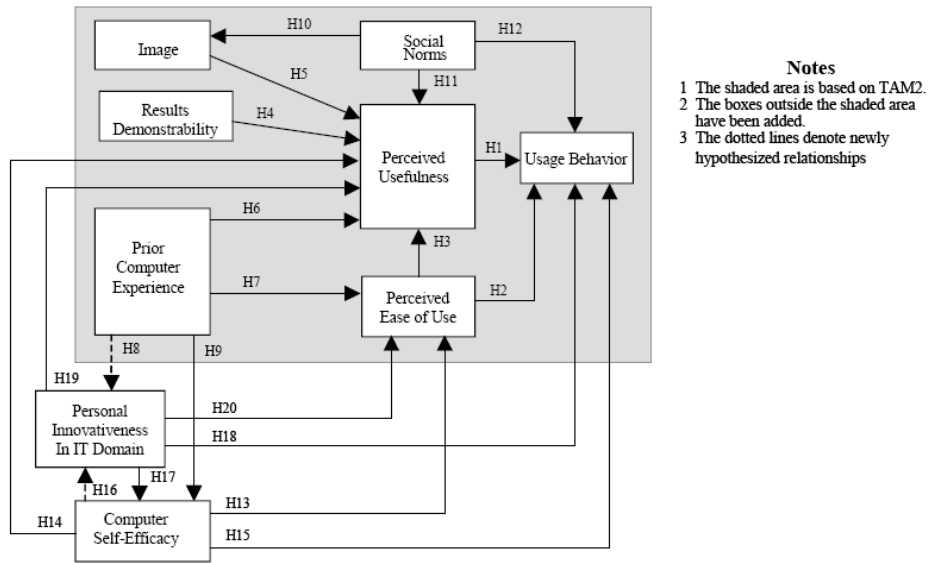 H10
H12
Image
Social
Norms
H5
H11
Results
Demonstrability
H4
Perceived
Usefulness
H1
Usage Behavior
H6
Prior
Computer
Experience
H3
H7
Perceived
Ease of Use
H2
H8
H9
H19
Personal
Innovativeness
In IT Domain
H20
H18
H16
H17
H14
Computer
Self-Efficacy
H13
H15
Notes
1 The shaded area is based on TAM2.
2 The boxes outside the shaded area
have been added.
3 The dotted lines denote newly
hypothesized relationships